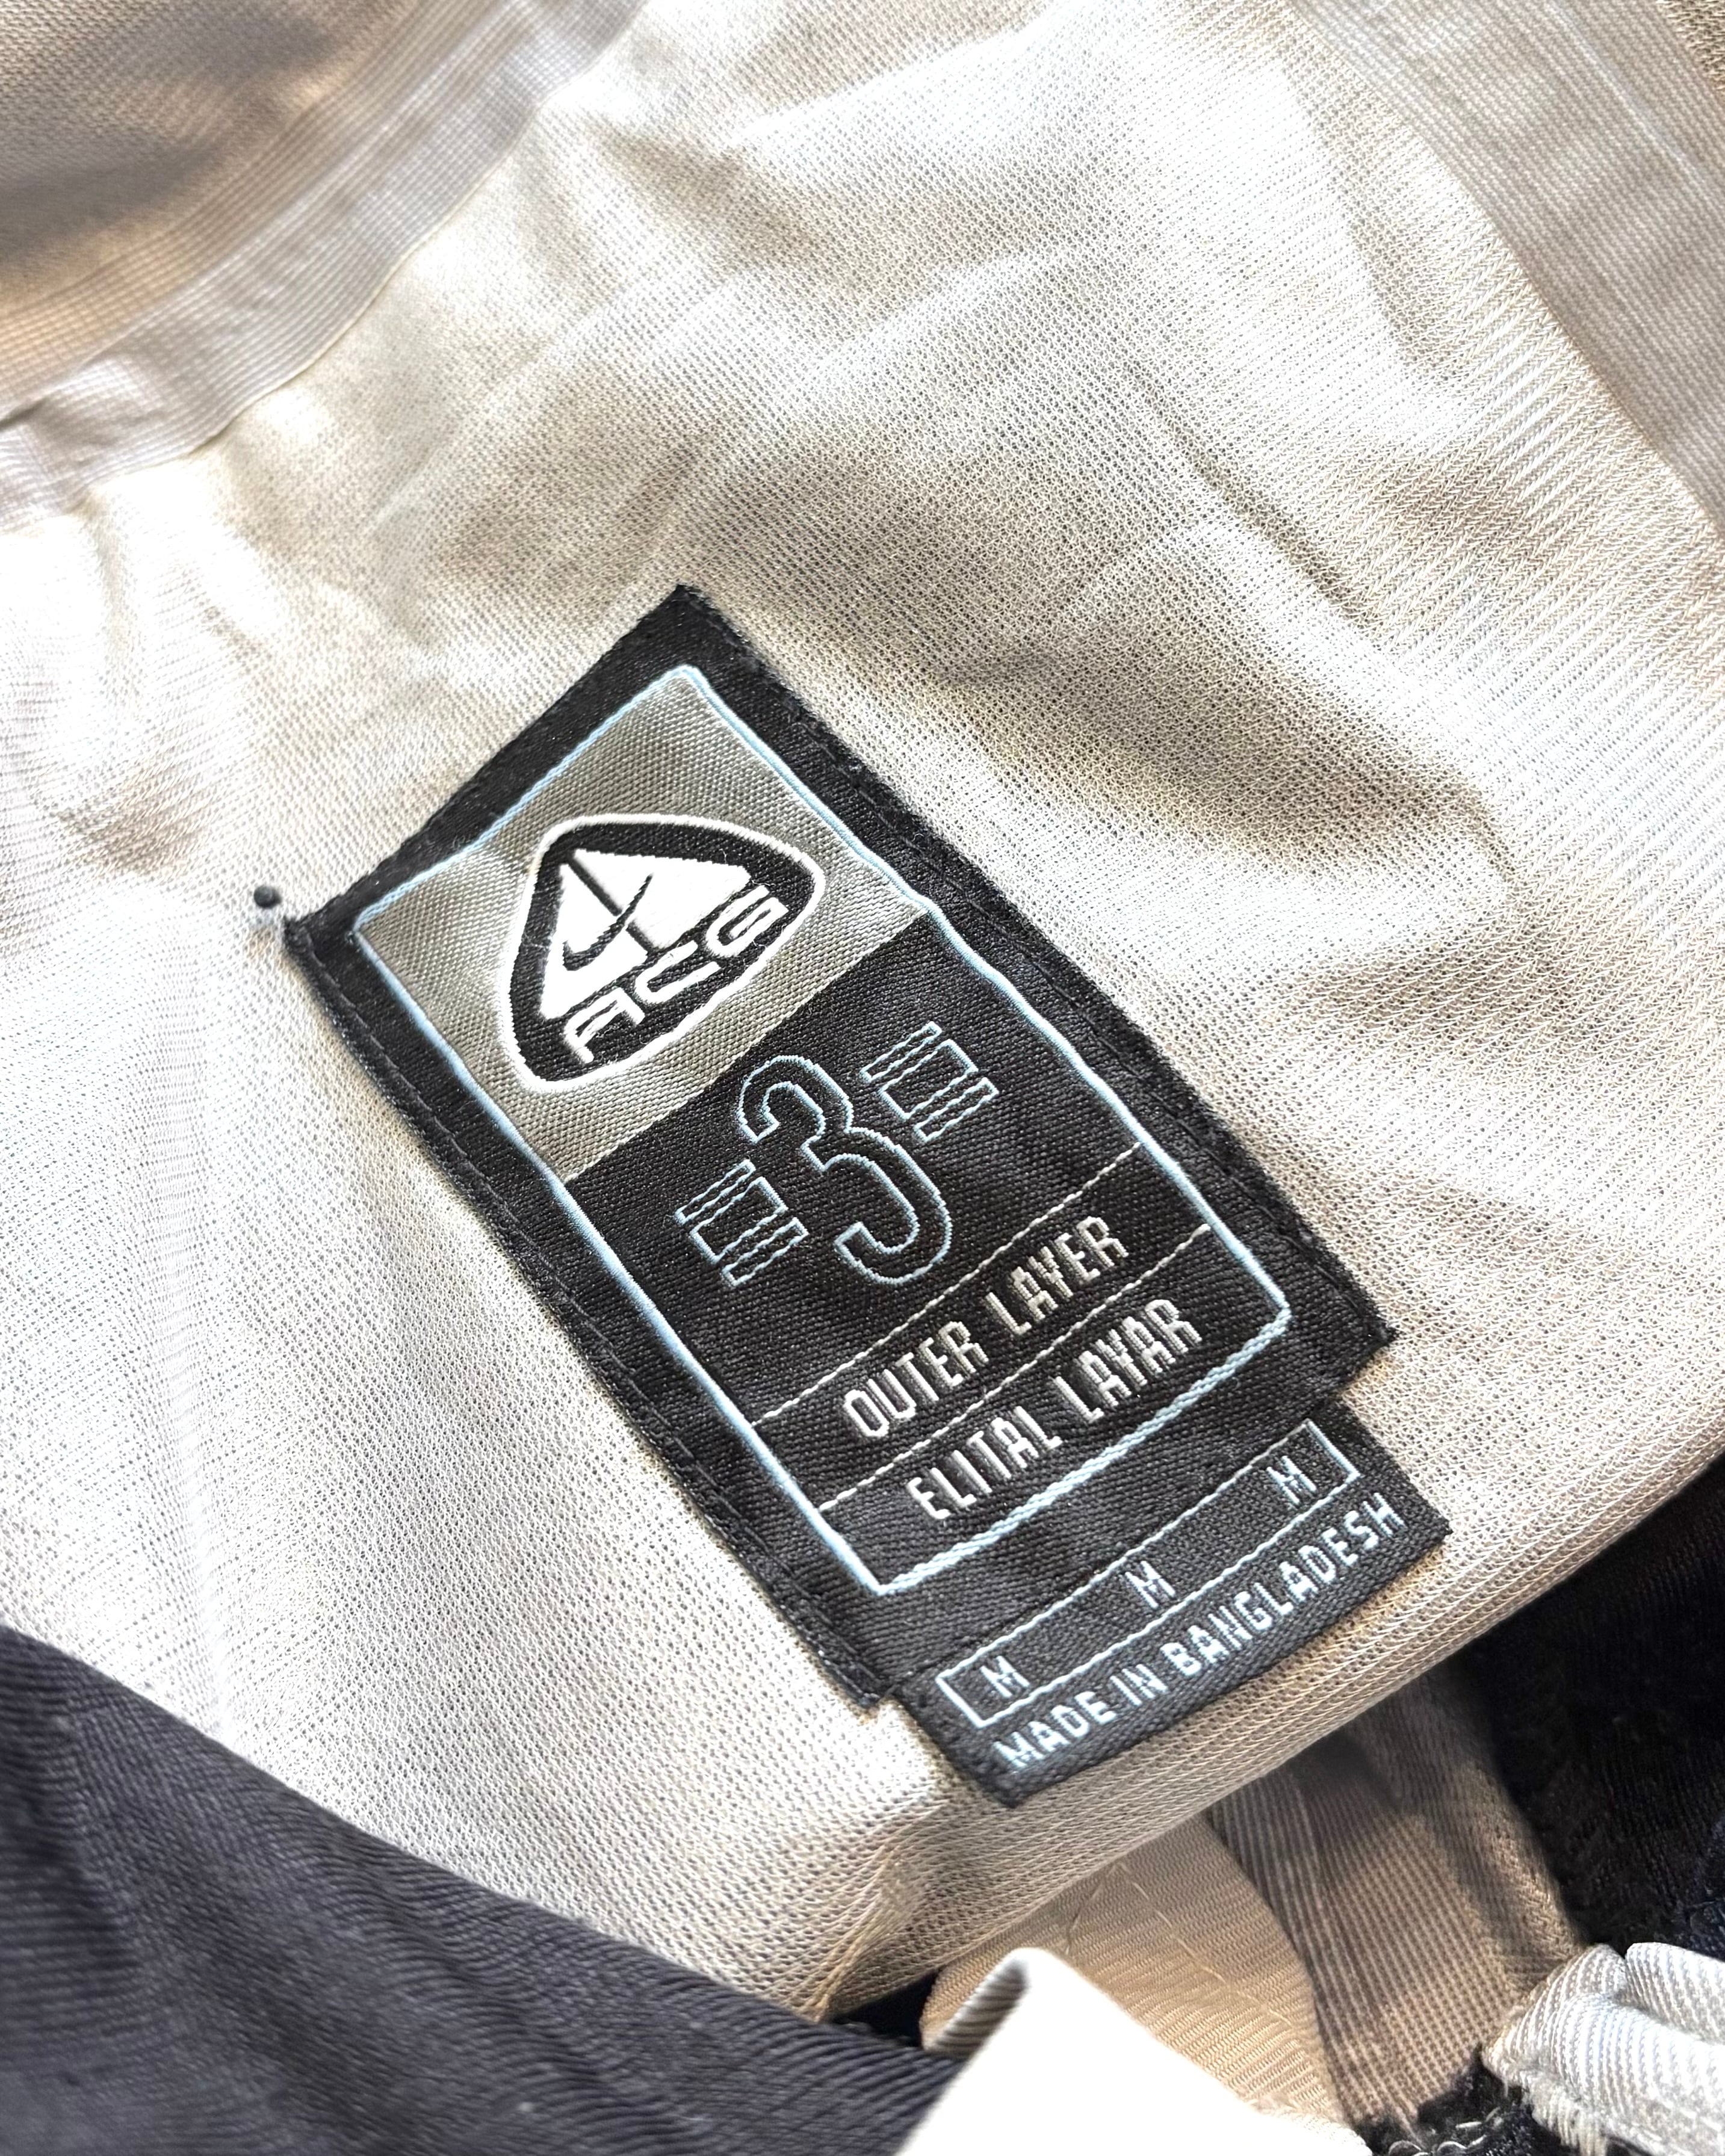 ACG
3
OUTER LAYER
ELITAL LAYAR
M M M
MADE IN BANGLADESH